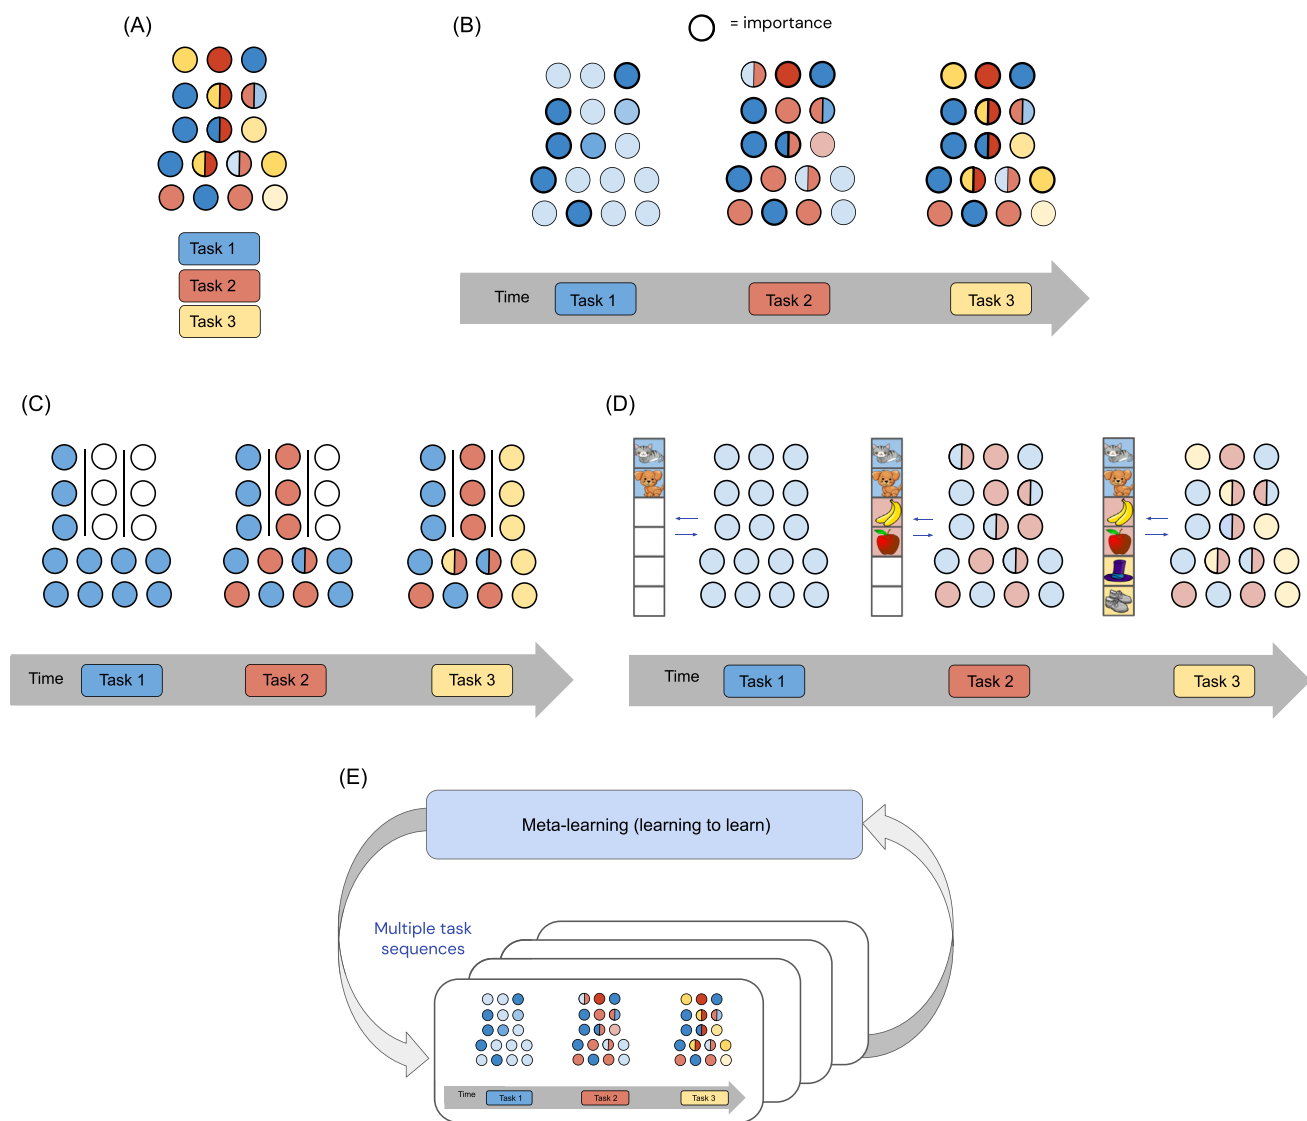 (A)
Task 1
Task 2
Task 3
(B)
= importance
Time
Task 1
Task 2
Task 3
(C)
Time
Task 1
Task 2
Task 3
(D)
Time
Task 1
Task 2
Task 3
(E)
Meta-learning (learning to learn)
Multiple task
sequences
Time
Task 1
Task 2
Task 3